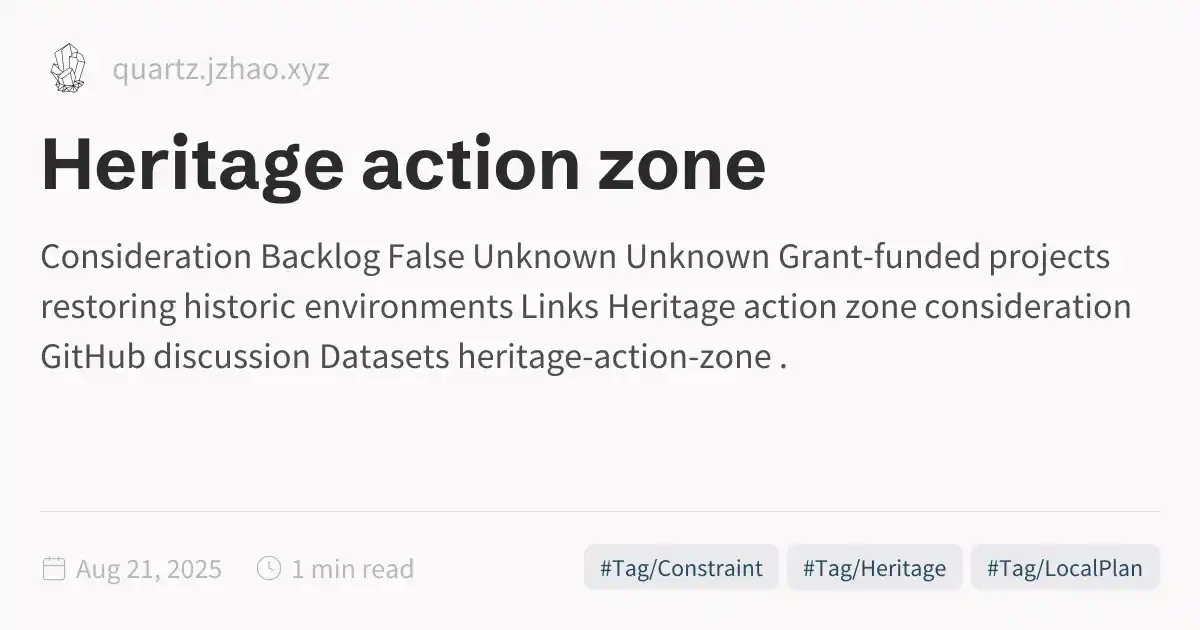 quartz.jzhao.xyz
Heritage action zone
Consideration Backlog False Unknown Unknown Grant-funded projects
restoring historic environments Links Heritage action zone consideration
GitHub discussion Datasets heritage-action-zone .
Aug 21, 2025 1 min read #Tag/Constraint #Tag/Heritage #Tag/LocalPlan